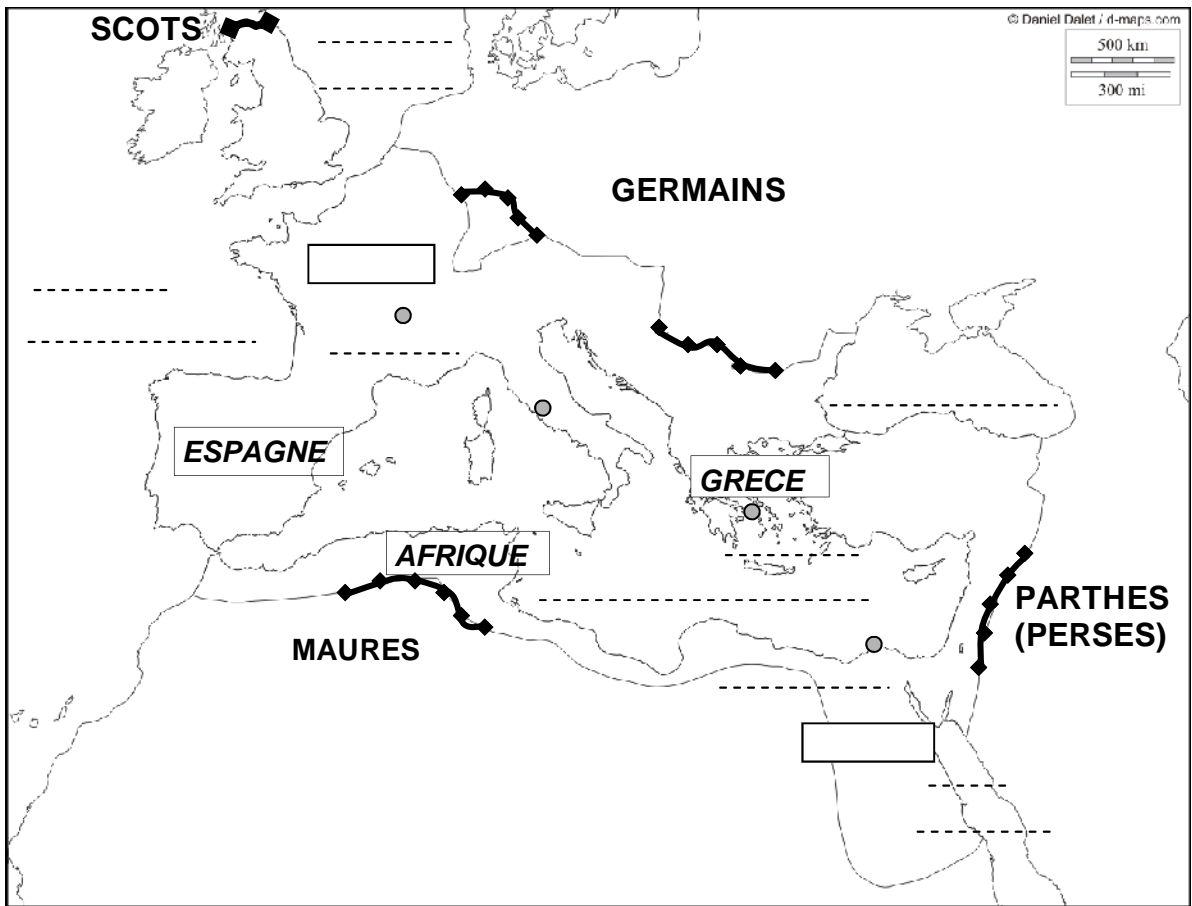 SCOTS
© Daniel Dalet / d-maps.com
500 km
300 mi
GERMAINS
ESPAGNE
GRECE
AFRIQUE
PARTHES
(PERSES)
MAURES